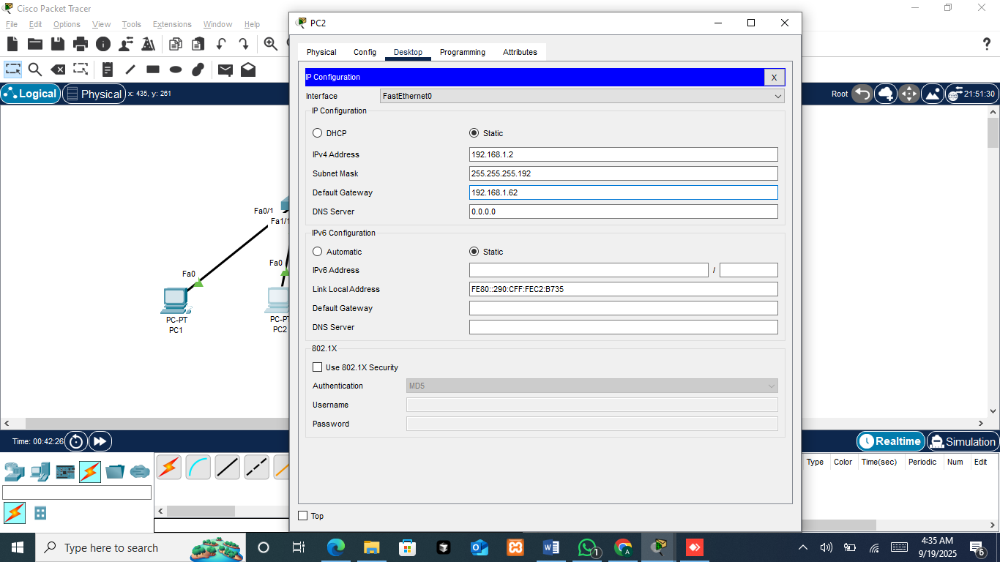 Cisco Packet Tracer
File Edit Options View Tools Extensions Window Help
Logical Physical x: 435, y: 261
Root 21:51:30
Fa0/1
Fa1/1
Fa0
Fa0
PC-PT
PC1
PC-PT
PC2
PC2
Physical Config Desktop Programming Attributes
IP Configuration X
Interface FastEthernet0
IP Configuration
DHCP Static
IPv4 Address 192.168.1.2
Subnet Mask 255.255.255.192
Default Gateway 192.168.1.62
DNS Server 0.0.0.0
IPv6 Configuration
Automatic Static
IPv6 Address /
Link Local Address FE80::290:CFF:FEC2:B735
Default Gateway
DNS Server
802.1X
Use 802.1X Security
Authentication MD5
Username
Password
Top
Time: 00:42:26
Realtime Simulation
Type Color Time(sec) Periodic Num Edit
Type here to search
1
4:35 AM
9/19/2025
6